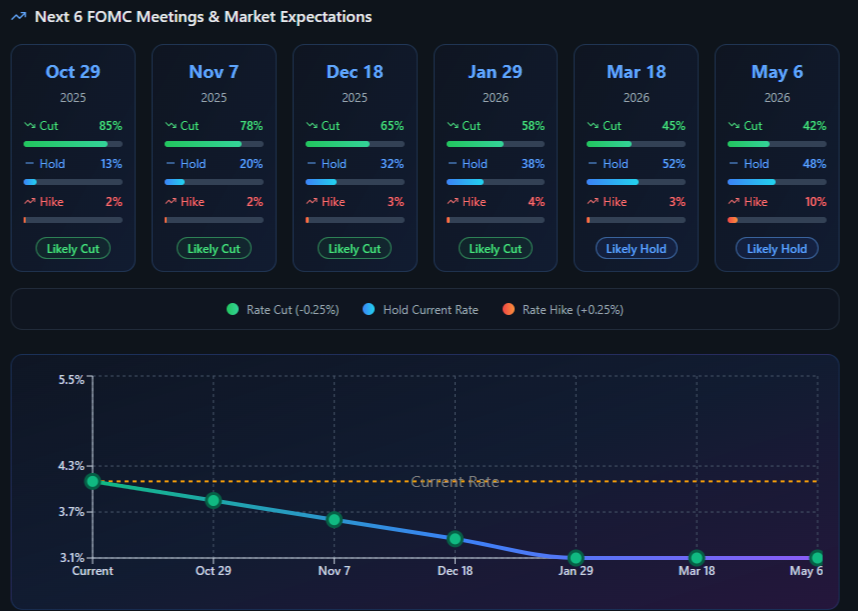 Next 6 FOMC Meetings & Market Expectations
Oct 29
2025
Cut 85%
Hold 13%
Hike 2%
Likely Cut
Nov 7
2025
Cut 78%
Hold 20%
Hike 2%
Likely Cut
Dec 18
2025
Cut 65%
Hold 32%
Hike 3%
Likely Cut
Jan 29
2026
Cut 58%
Hold 38%
Hike 4%
Likely Cut
Mar 18
2026
Cut 45%
Hold 52%
Hike 3%
Likely Hold
May 6
2026
Cut 42%
Hold 48%
Hike 10%
Likely Hold
Rate Cut (-0.25%) Hold Current Rate Rate Hike (+0.25%)
5.5%
4.3%
Current Rate
3.7%
3.1%
Current Oct 29 Nov 7 Dec 18 Jan 29 Mar 18 May 6